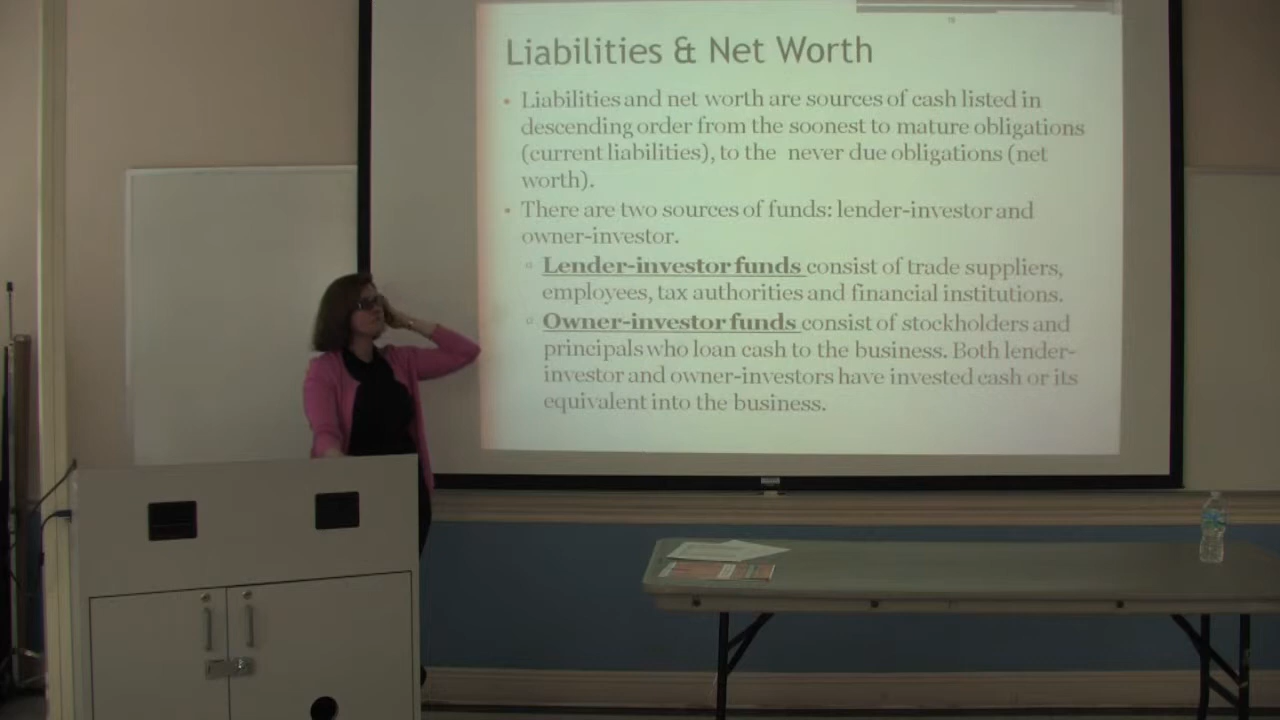 Liabilities & Net Worth
• Liabilities and net worth are sources of cash listed in
descending order from the soonest to mature obligations
(current liabilities), to the never due obligations (net
worth).
• There are two sources of funds: lender-investor and
owner-investor.
▫ Lender-investor funds consist of trade suppliers,
employees, tax authorities and financial institutions.
▫ Owner-investor funds consist of stockholders and
principals who loan cash to the business. Both lender-
investor and owner-investors have invested cash or its
equivalent into the business.